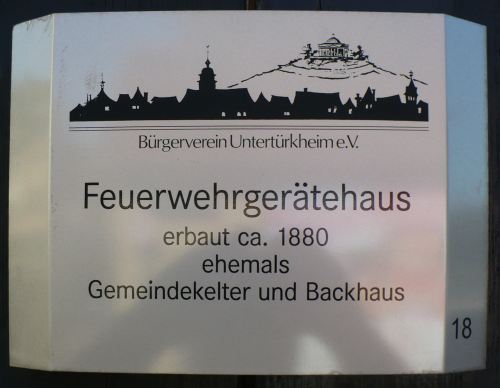 Bürgerverein Untertürkheim e.V.
Feuerwehrgerätehaus
erbaut ca. 1880
ehemals
Gemeindekelter und Backhaus
18